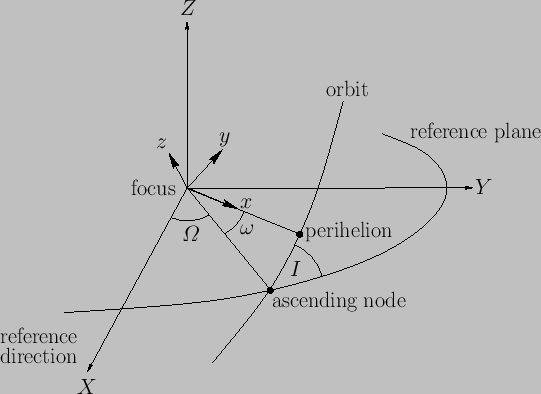 Z
orbit
reference plane
y
z
focus
Y
x
Ω
ω
perihelion
I
ascending node
reference
direction
X